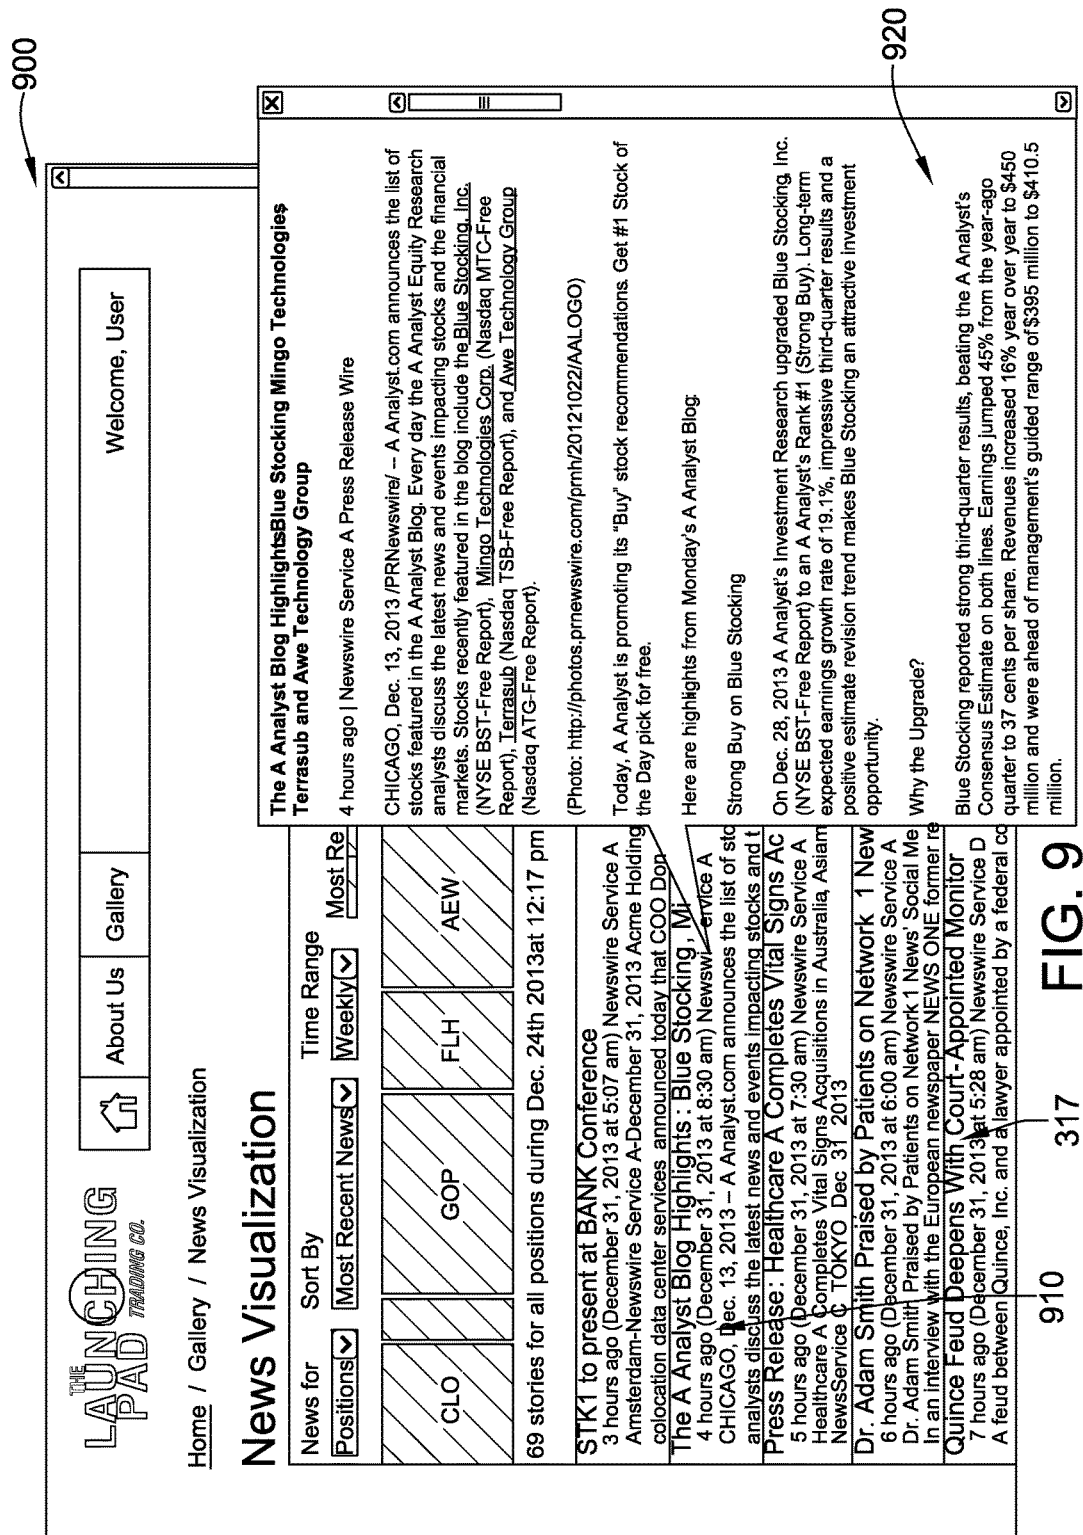 900
THE
LAUNCHING
PAD TRADING CO.
About Us
Gallery
Welcome, User
Home / Gallery / News Visualization
News Visualization
News for
Sort By
Time Range
Positions
Most Recent News
Weekly
Most Re
CLO
GOP
FLH
AEW
69 stories for all positions during Dec. 24th 2013at 12:17 pm
STK1 to present at BANK Conference
3 hours ago (December 31, 2013 at 5:07 am) Newswire Service A
Amsterdam-Newswire Service A-December 31, 2013 Acme Holding
colocation data center services announced today that COO Don
The A Analyst Blog Highlights : Blue Stocking , Mi
4 hours ago (December 31, 2013 at 8:30 am) Newswi ervice A
CHICAGO, Dec. 13, 2013 – A Analyst.com announces the list of sto
analysts discuss the latest news and events impacting stocks and t
Press Release: Healthcare A Completes Vital Signs Ac
5 hours ago (December 31, 2013 at 7:30 am) Newswire Service A
Healthcare A Completes Vital Signs Acquisitions in Australia, Asiam
NewsService C TOKYO Dec 31 2013
Dr. Adam Smith Praised by Patients on Network 1 New
6 hours ago (December 31, 2013 at 6:00 am) Newswire Service A
Dr. Adam Smith Praised by Patients on Network 1 News' Social Me
In an interview with the European newspaper NEWS ONE former re
Quince Feud Deepens With Court-Appointed Monitor
7 hours ago (December 31, 2013 at 5:28 am) Newswire Service D
A feud between Quince, Inc. and a lawyer appointed by a federal co
The A Analyst Blog HighlightsBlue Stocking Mingo Technologies
Terrasub and Awe Technology Group
4 hours ago | Newswire Service A Press Release Wire
CHICAGO, Dec. 13, 2013 /PRNewswire/ – A Analyst.com announces the list of
stocks featured in the A Analyst Blog. Every day the A Analyst Equity Research
analysts discuss the latest news and events impacting stocks and the financial
markets. Stocks recently featured in the blog include the Blue Stocking, Inc.
(NYSE BST-Free Report), Mingo Technologies Corp. (Nasdaq MTC-Free
Report), Terrasub (Nasdaq TSB-Free Report), and Awe Technology Group
(Nasdaq ATG-Free Report).
(Photo: http://photos.prnewswire.com/prnh/20121022/AALOGO)
Today, A Analyst is promoting its "Buy" stock recommendations. Get #1 Stock of
the Day pick for free.
Here are highlights from Monday's A Analyst Blog:
Strong Buy on Blue Stocking
On Dec. 28, 2013 A Analyst's Investment Research upgraded Blue Stocking, Inc.
(NYSE BST-Free Report) to an A Analyst's Rank #1 (Strong Buy). Long-term
expected earnings growth rate of 19.1%, impressive third-quarter results and a
positive estimate revision trend makes Blue Stocking an attractive investment
opportunity.
Why the Upgrade?
Blue Stocking reported strong third-quarter results, beating the A Analyst's
Consensus Estimate on both lines. Earnings jumped 45% from the year-ago
quarter to 37 cents per share. Revenues increased 16% year over year to $450
million and were ahead of management's guided range of $395 million to $410.5
million.
920
910
317
FIG. 9